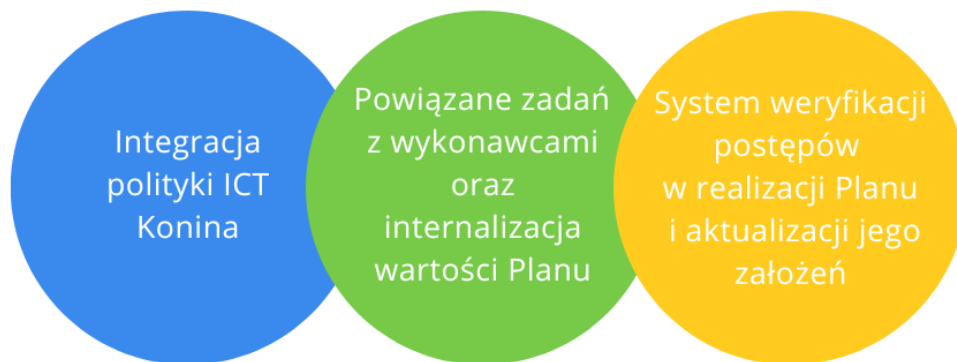 Integracja
polityki ICT
Konina
Powiązane zadań
z wykonawcami
oraz
internalizacja
wartości Planu
System weryfikacji
postępów
w realizacji Planu
i aktualizacji jego
założeń